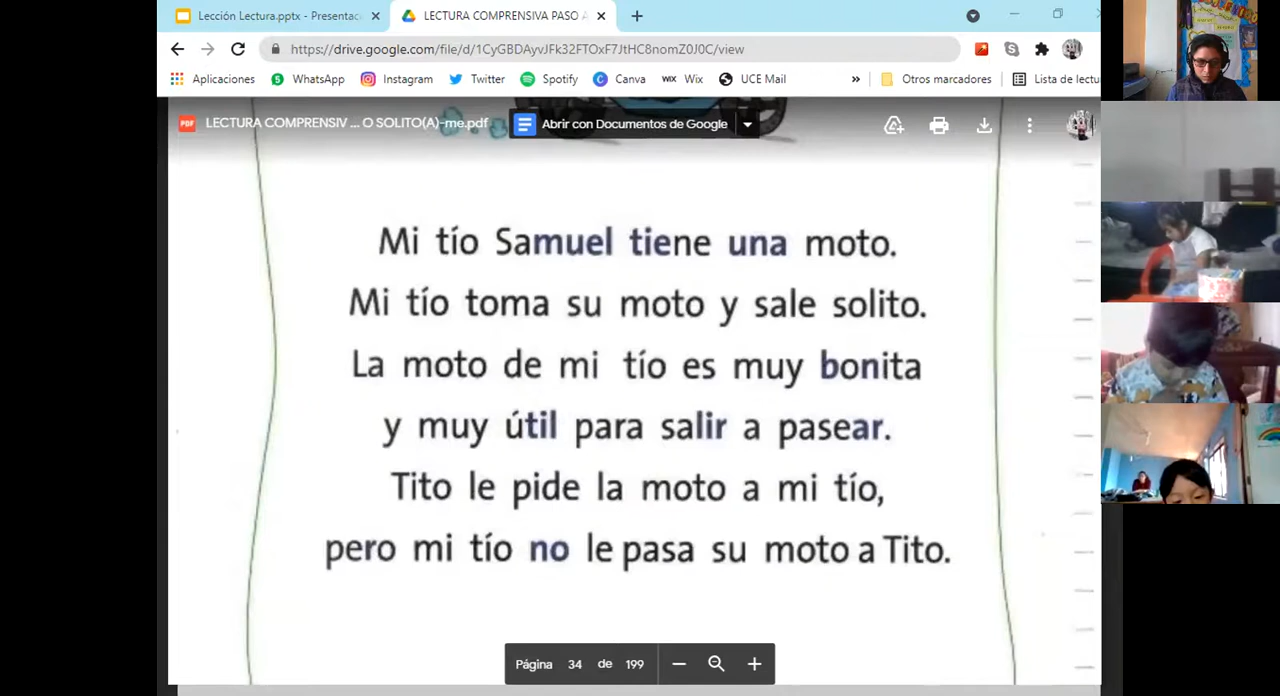 Lección Lectura.pptx - Presentac
LECTURA COMPRENSIVA PASO A
https://drive.google.com/file/d/1CyGBDAyvJFk32FTOxF7JtHC8nomZ0J0C/view
Aplicaciones WhatsApp Instagram Twitter Spotify Canva WiX Wix UCE Mail » Otros marcadores Lista de lectu
PDF LECTURA COMPRENSIV ... O SOLITO(A)-me.pdf Abrir con Documentos de Google
Mi tío Samuel tiene una moto.
Mi tío toma su moto y sale solito.
La moto de mi tío es muy bonita
y muy útil para salir a pasear.
Tito le pide la moto a mi tío,
pero mi tío no le pasa su moto a Tito.
Página 34 de 199